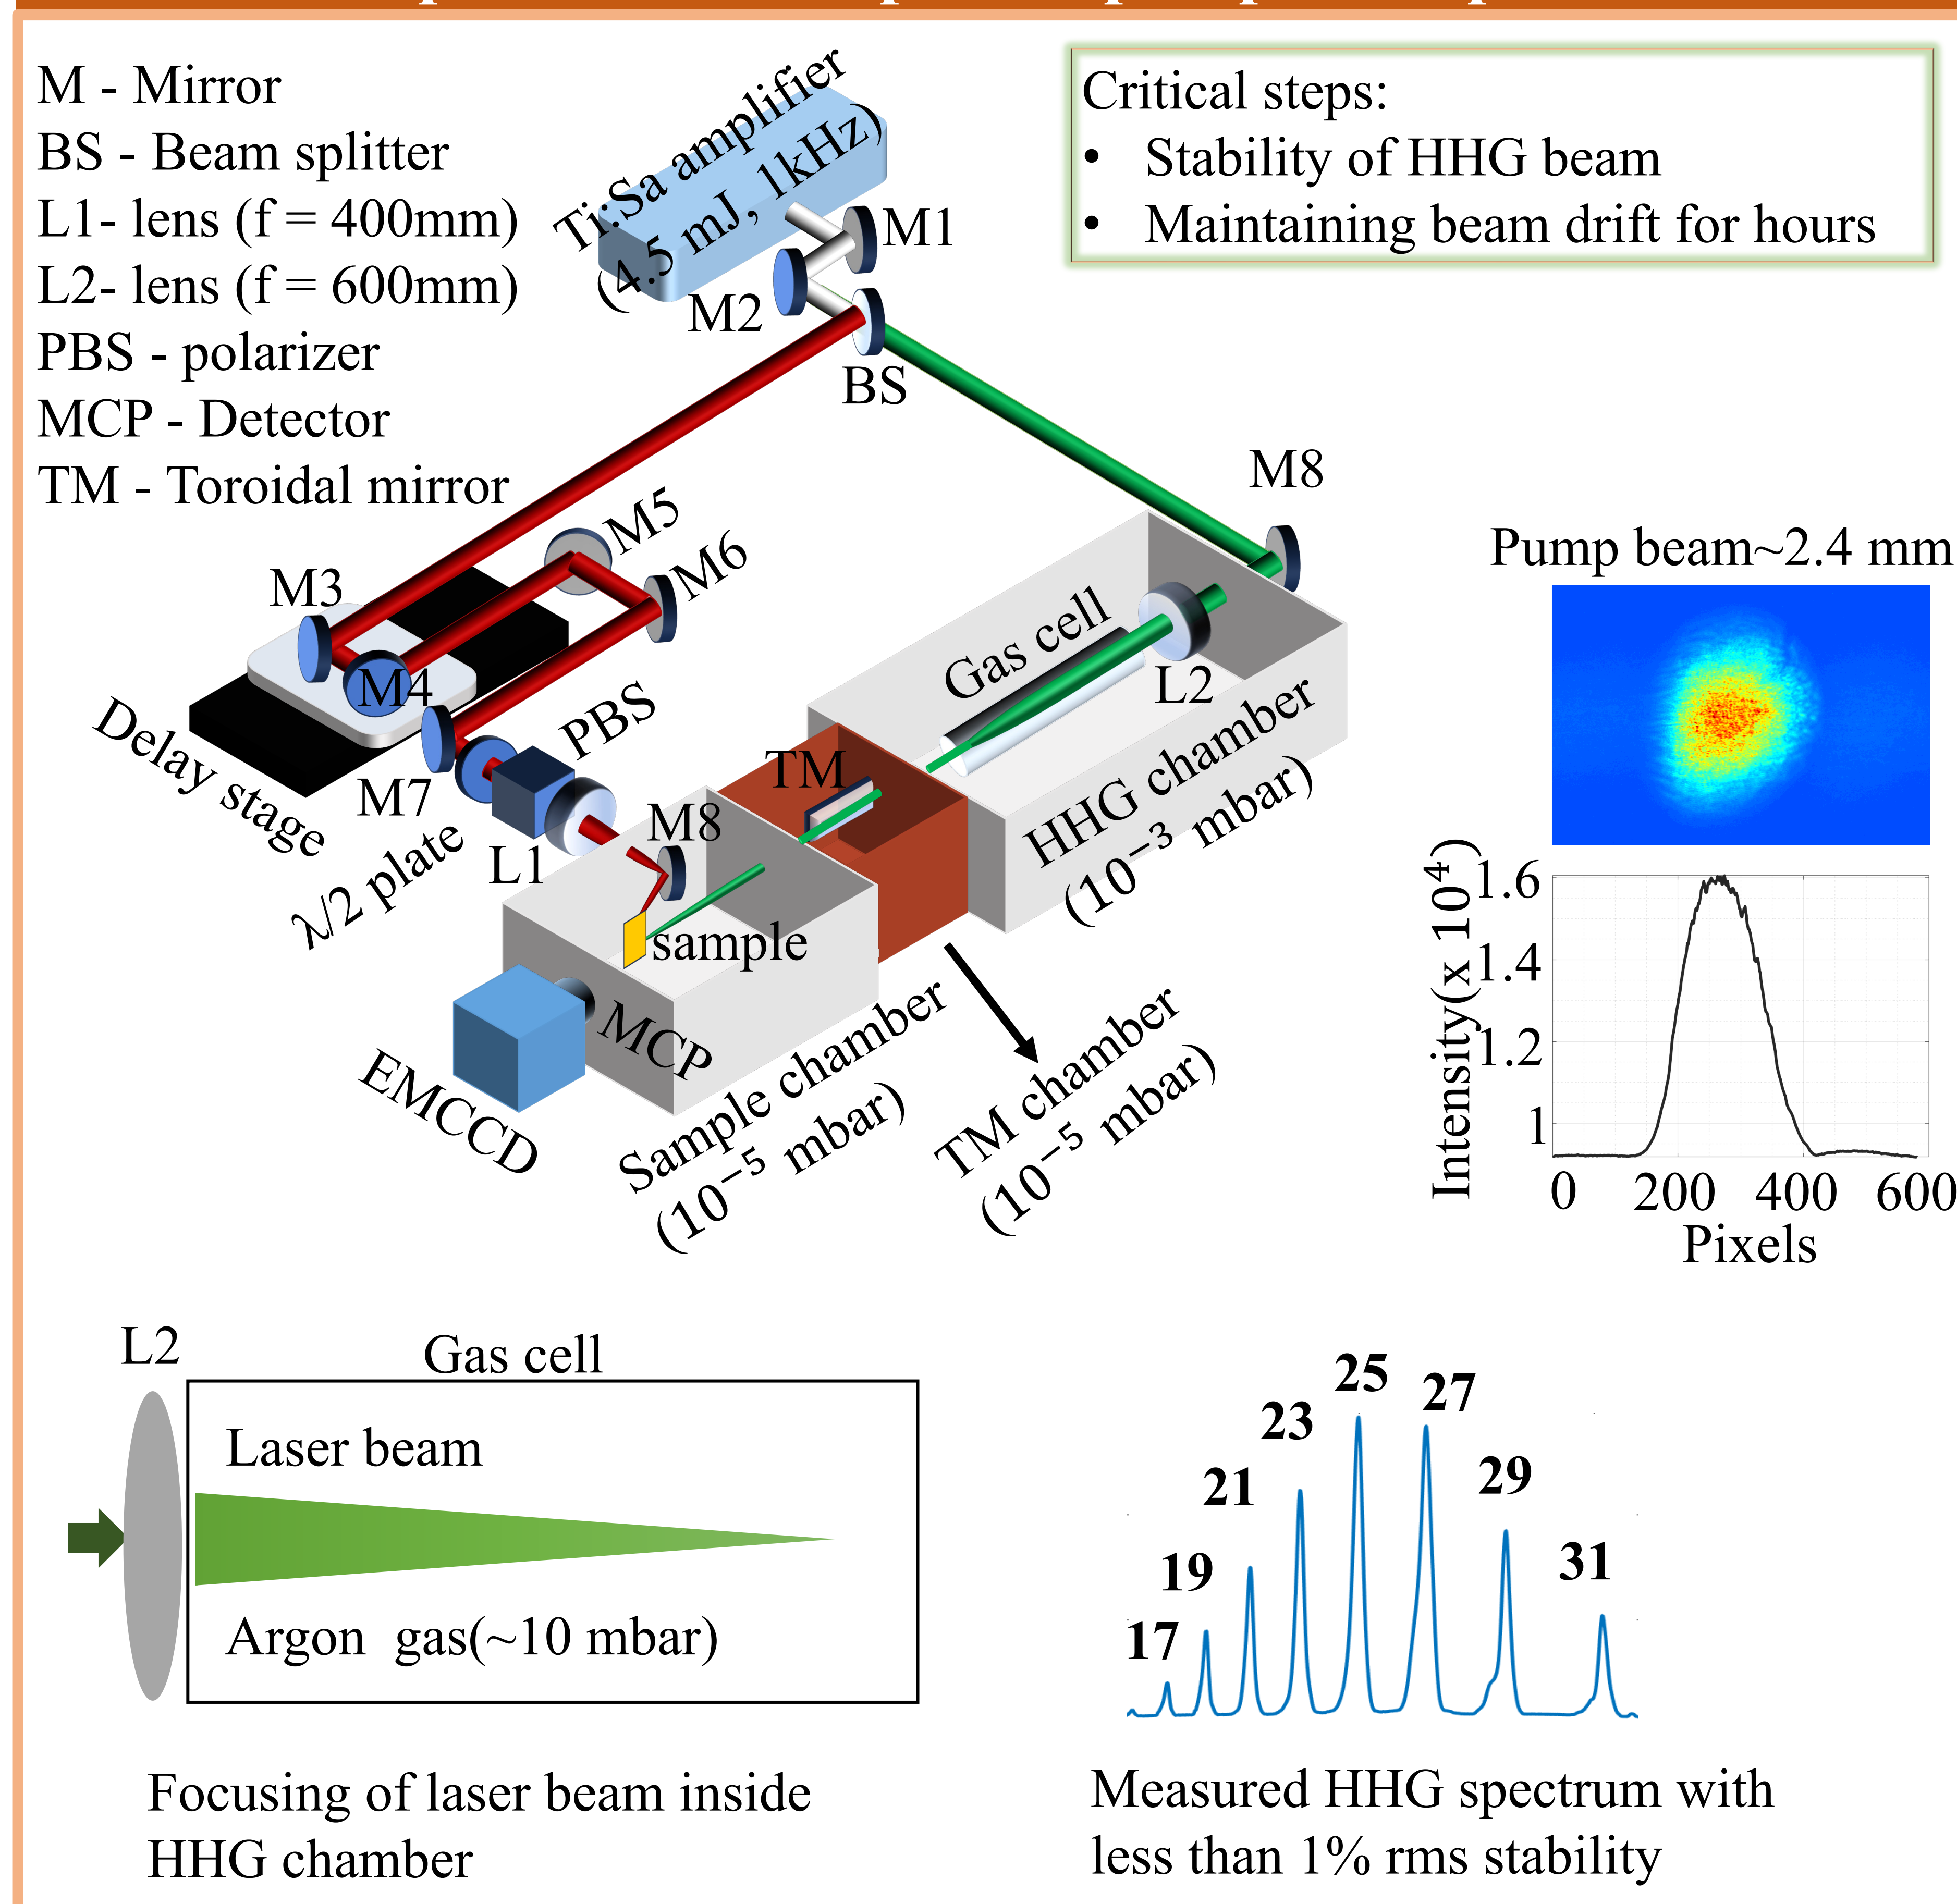 M - Mirror
BS - Beam splitter
L1- lens (f = 400mm)
L2- lens (f = 600mm)
PBS - polarizer
MCP - Detector
TM - Toroidal mirror
Ti:Sa amplifier
(4.5 mJ, 1kHz)
Critical steps:
• Stability of HHG beam
• Maintaining beam drift for hours
M1
M2
BS
M8
M5
M6
M3
M4
Delay stage
M7
PBS
λ/2 plate
L1
M8
TM
Gas cell
L2
HHG chamber
(10⁻³ mbar)
sample
MCP
EMCCD
Sample chamber
(10⁻⁵ mbar)
TM chamber
(10⁻⁵ mbar)
Pump beam~2.4 mm
Intensity(x 10⁴)
1.6
1.4
1.2
1
0 200 400 600
Pixels
L2
Gas cell
Laser beam
Argon gas(~10 mbar)
Focusing of laser beam inside
HHG chamber
17
19
21
23
25
27
29
31
Measured HHG spectrum with
less than 1% rms stability